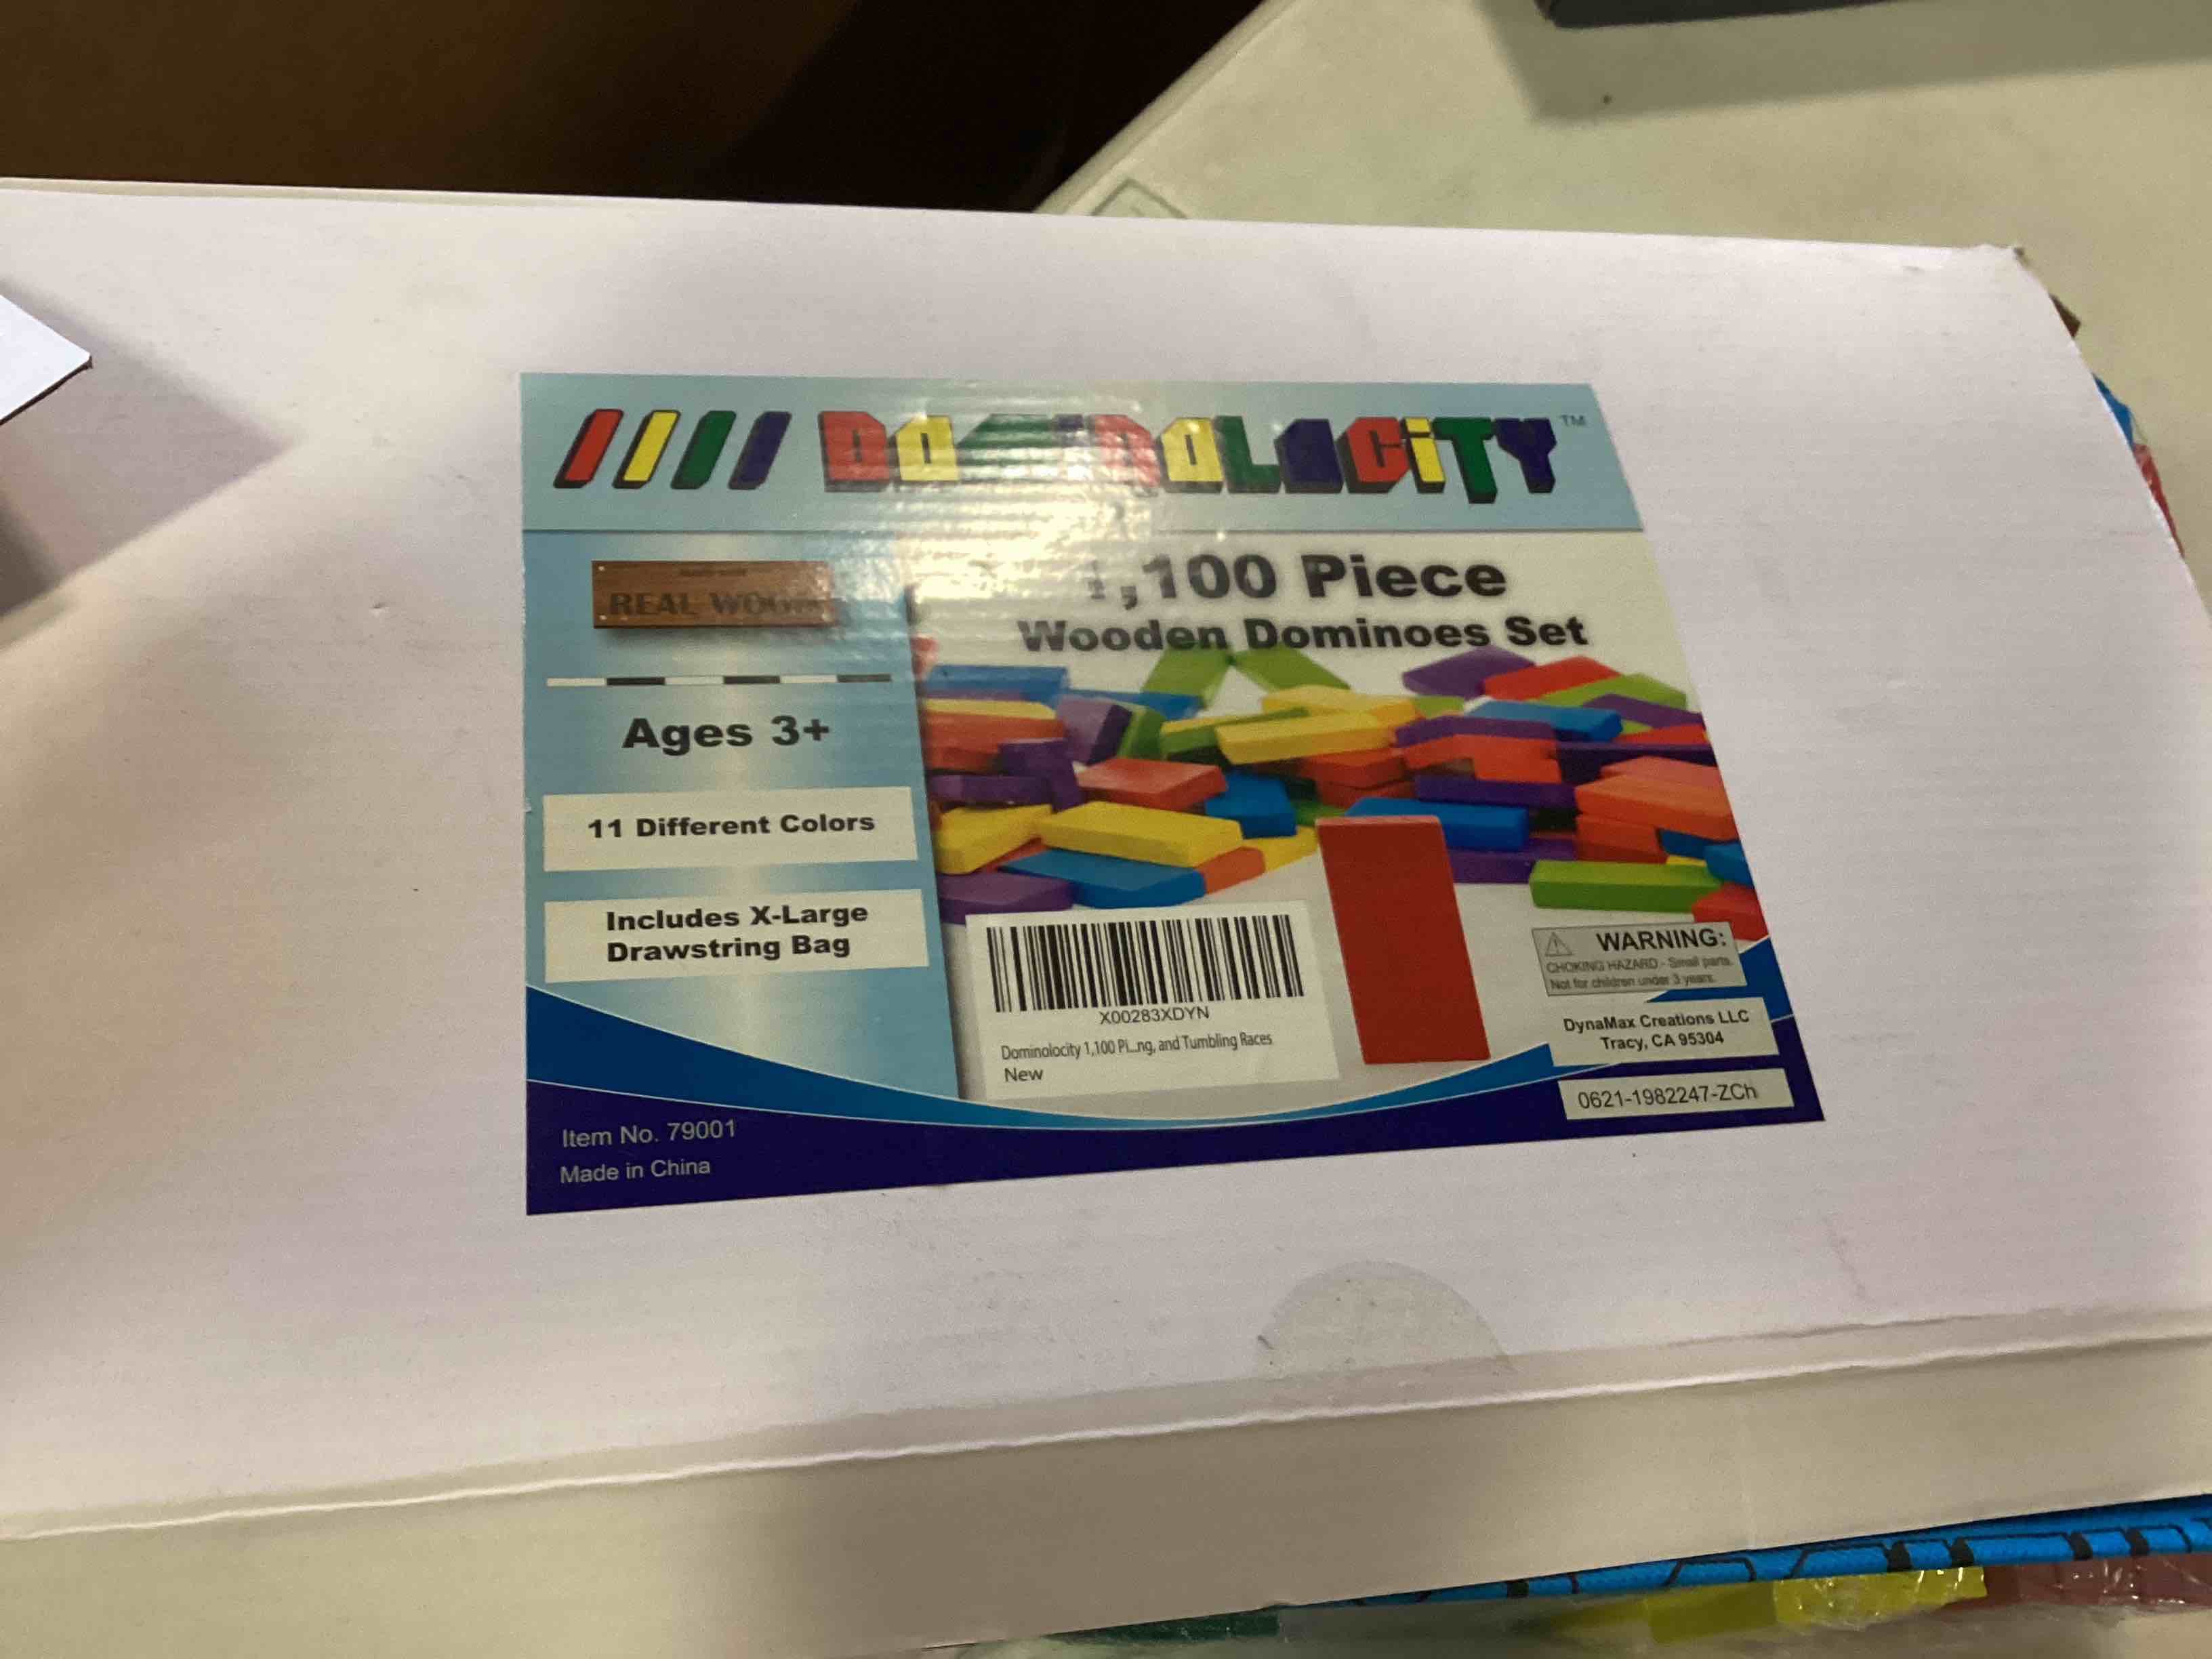 DOMINOLOCITY™
REAL WOOD
1,100 Piece
Wooden Dominoes Set
Ages 3+
11 Different Colors
Includes X-Large
Drawstring Bag
X00283XDYN
Dominolocity 1,100 Pi...ng, and Tumbling Races
New
WARNING:
CHOKING HAZARD - Small parts.
Not for children under 3 years.
DynaMax Creations LLC
Tracy, CA 95304
0621-1982247-ZCh
Item No. 79001
Made in China